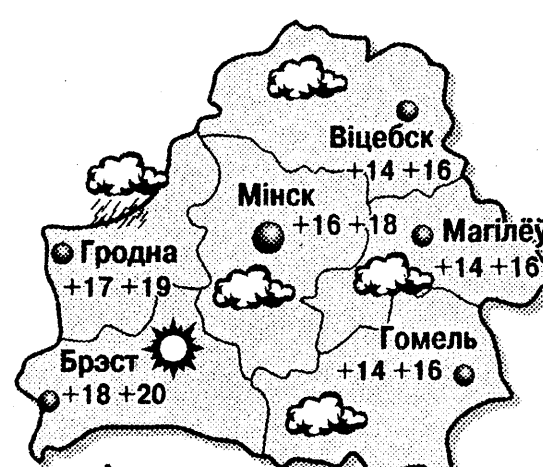 Віцебск
+14 +16
Мінск
+16 +18
Магілёў
+14 +16
Гродна
+17 +19
Гомель
+14 +16
Брэст
+18 +20